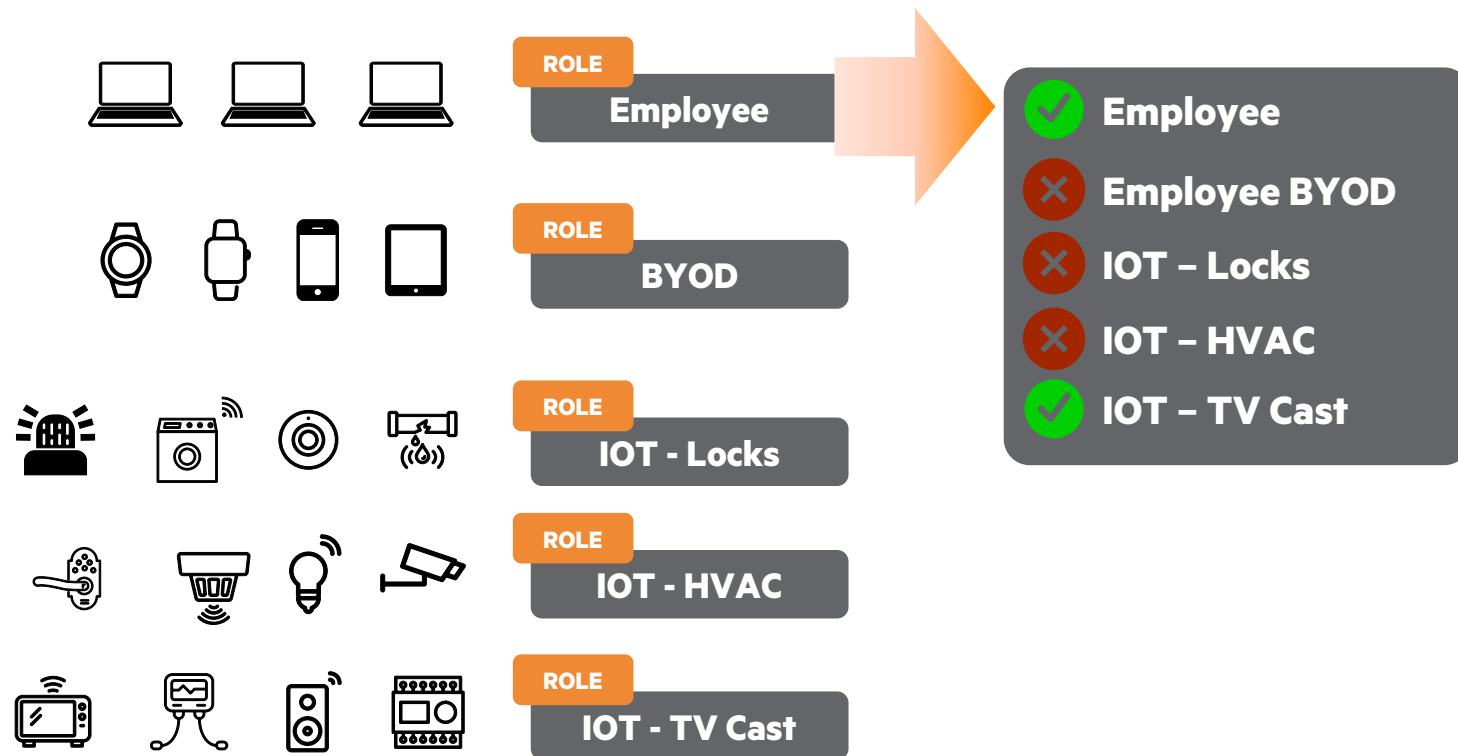 ROLE
Employee
ROLE
BYOD
ROLE
IOT - Locks
ROLE
IOT - HVAC
ROLE
IOT - TV Cast
Employee
Employee BYOD
IOT – Locks
IOT – HVAC
IOT – TV Cast